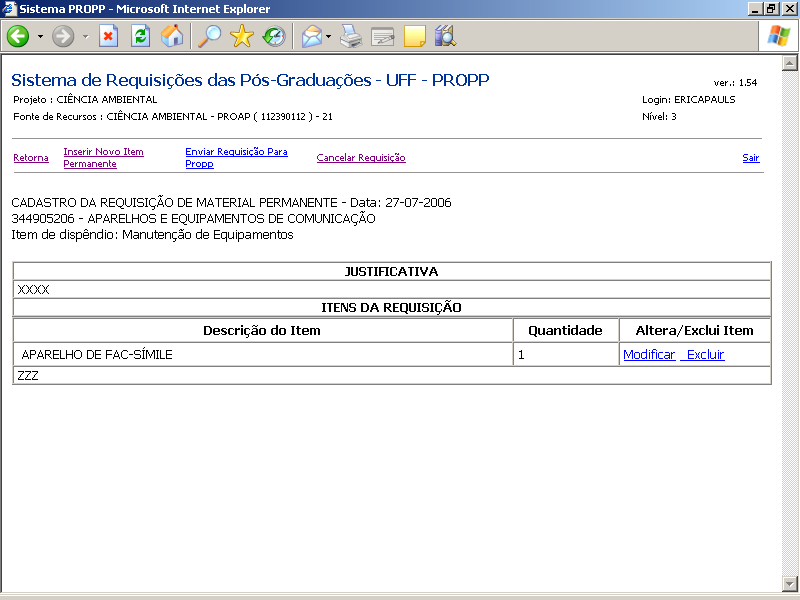 Sistema PROPP - Microsoft Internet Explorer
Sistema de Requisições das Pós-Graduações - UFF - PROPP
ver.: 1.54
Projeto : CIÊNCIA AMBIENTAL
Login: ERICAPAULS
Fonte de Recursos : CIÊNCIA AMBIENTAL - PROAP ( 112390112 ) - 21
Nível: 3
Retorna
Inserir Novo Item
Permanente
Enviar Requisição Para
Propp
Cancelar Requisição
Sair
CADASTRO DA REQUISIÇÃO DE MATERIAL PERMANENTE - Data: 27-07-2006
344905206 - APARELHOS E EQUIPAMENTOS DE COMUNICAÇÃO
Item de dispêndio: Manutenção de Equipamentos
JUSTIFICATIVA
XXXX
ITENS DA REQUISIÇÃO
Descrição do Item Quantidade Altera/Exclui Item
APARELHO DE FAC-SÍMILE 1 Modificar Excluir
ZZZ